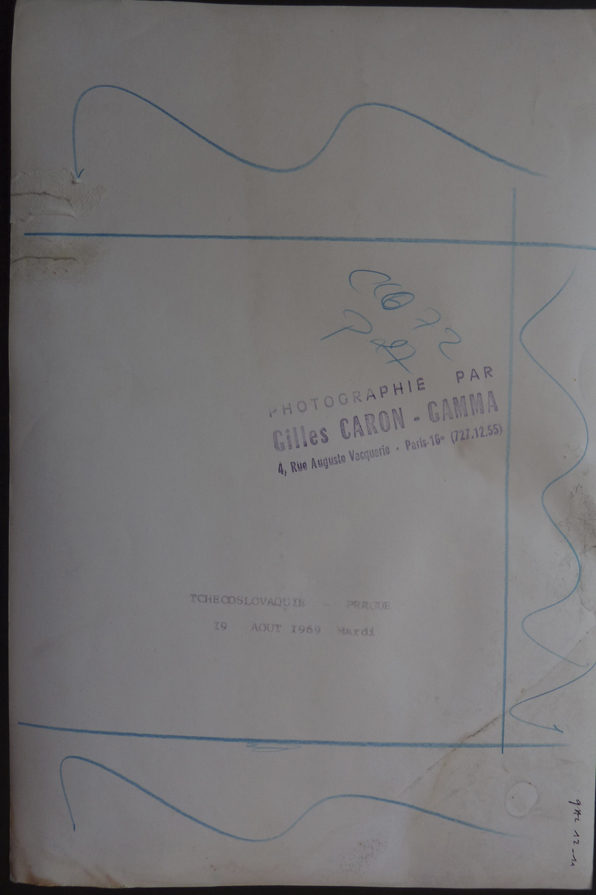 PHOTOGRAPHIE PAR
Gilles CARON - GAMMA
4, Rue Auguste Vacquerie - Paris-16e (727.12.55)
TCHECOSLOVAQUIE - PRAGUE
19 AOUT 1969 Mardi